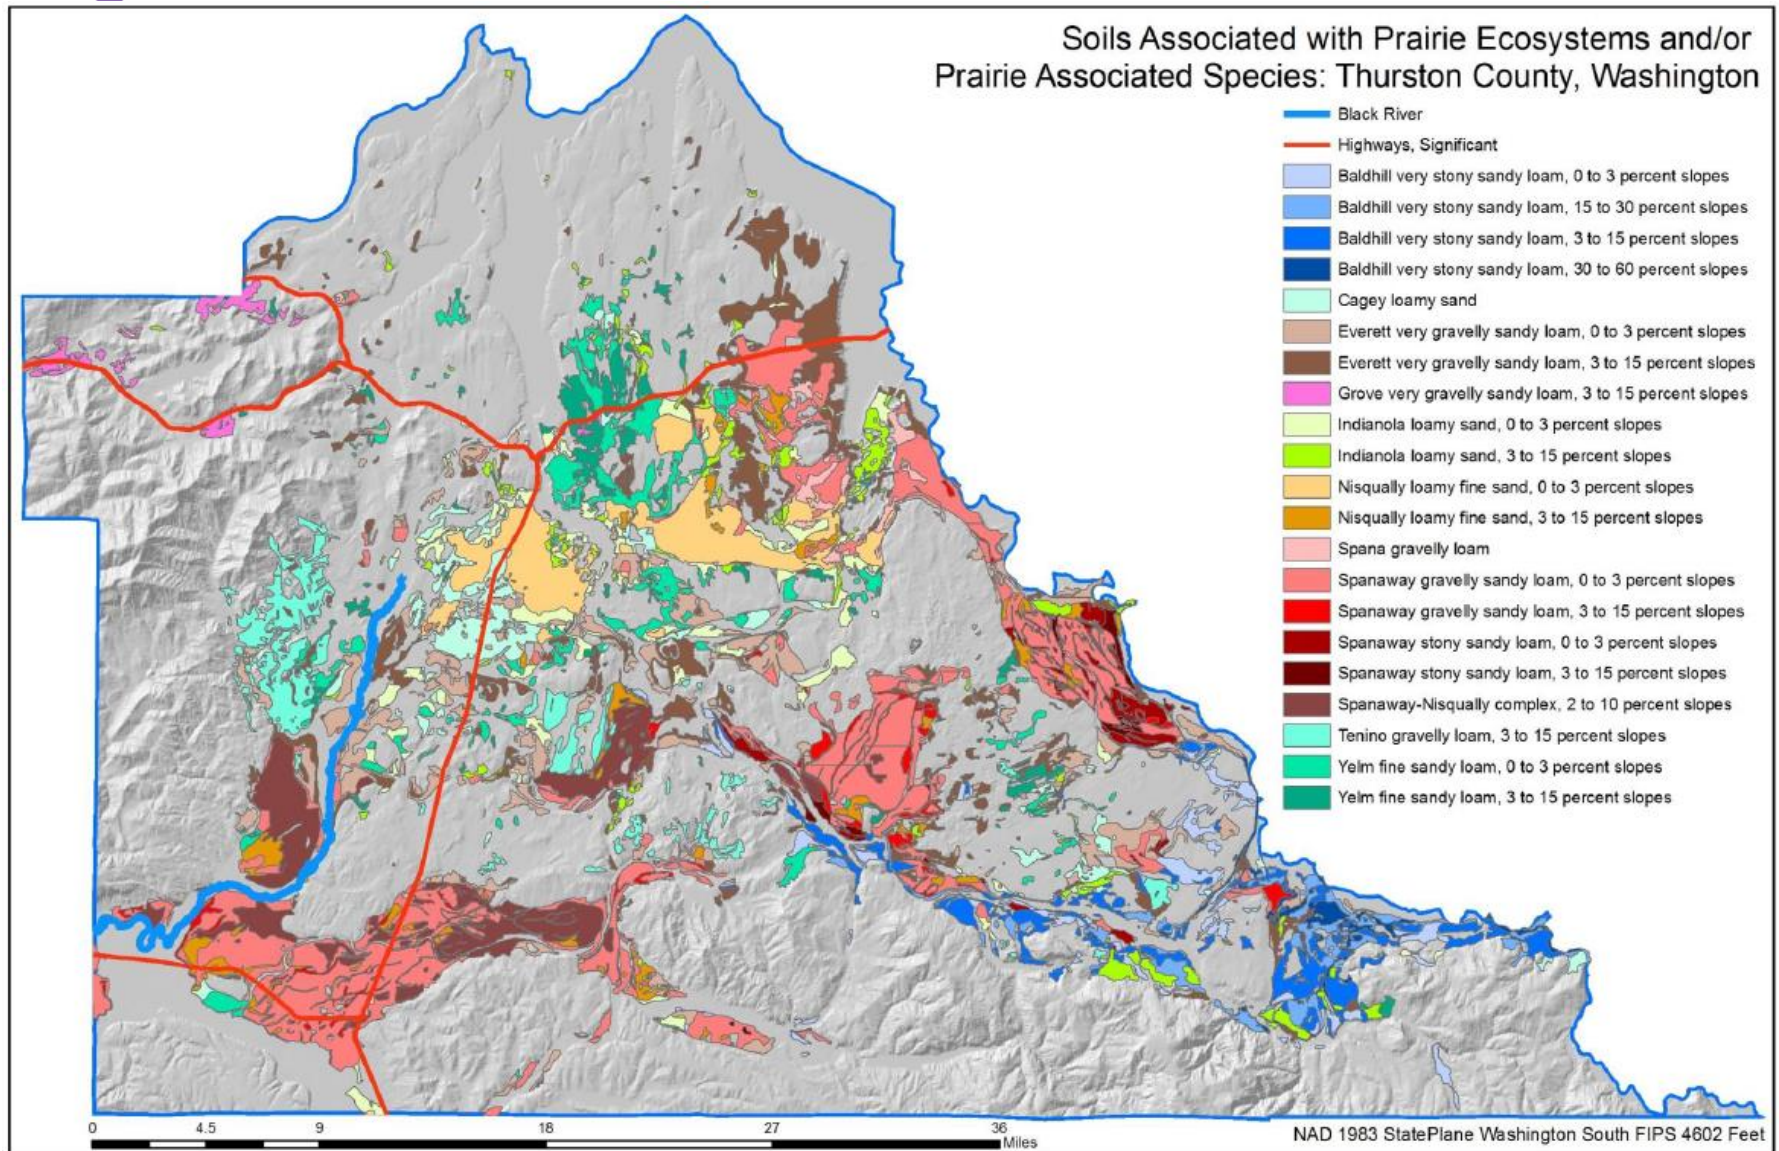 Soils Associated with Prairie Ecosystems and/or
Prairie Associated Species: Thurston County, Washington
Black River
Highways, Significant
Baldhill very stony sandy loam, 0 to 3 percent slopes
Baldhill very stony sandy loam, 15 to 30 percent slopes
Baldhill very stony sandy loam, 3 to 15 percent slopes
Baldhill very stony sandy loam, 30 to 60 percent slopes
Cagey loamy sand
Everett very gravelly sandy loam, 0 to 3 percent slopes
Everett very gravelly sandy loam, 3 to 15 percent slopes
Grove very gravelly sandy loam, 3 to 15 percent slopes
Indianola loamy sand, 0 to 3 percent slopes
Indianola loamy sand, 3 to 15 percent slopes
Nisqually loamy fine sand, 0 to 3 percent slopes
Nisqually loamy fine sand, 3 to 15 percent slopes
Spana gravelly loam
Spanaway gravelly sandy loam, 0 to 3 percent slopes
Spanaway gravelly sandy loam, 3 to 15 percent slopes
Spanaway stony sandy loam, 0 to 3 percent slopes
Spanaway stony sandy loam, 3 to 15 percent slopes
Spanaway-Nisqually complex, 2 to 10 percent slopes
Tenino gravelly loam, 3 to 15 percent slopes
Yelm fine sandy loam, 0 to 3 percent slopes
Yelm fine sandy loam, 3 to 15 percent slopes
0 4.5 9 18 27 36
Miles
NAD 1983 StatePlane Washington South FIPS 4602 Feet